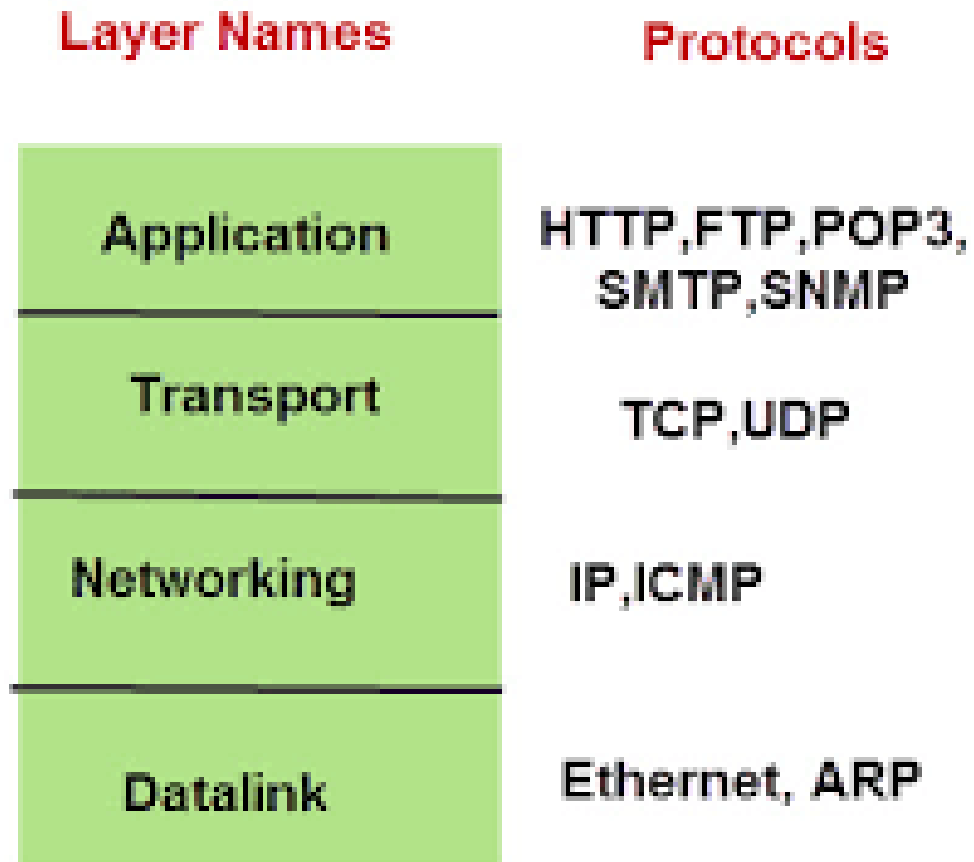 Layer Names Protocols
Application HTTP,FTP,POP3,
SMTP,SNMP
Transport TCP,UDP
Networking IP,ICMP
Datalink Ethernet, ARP